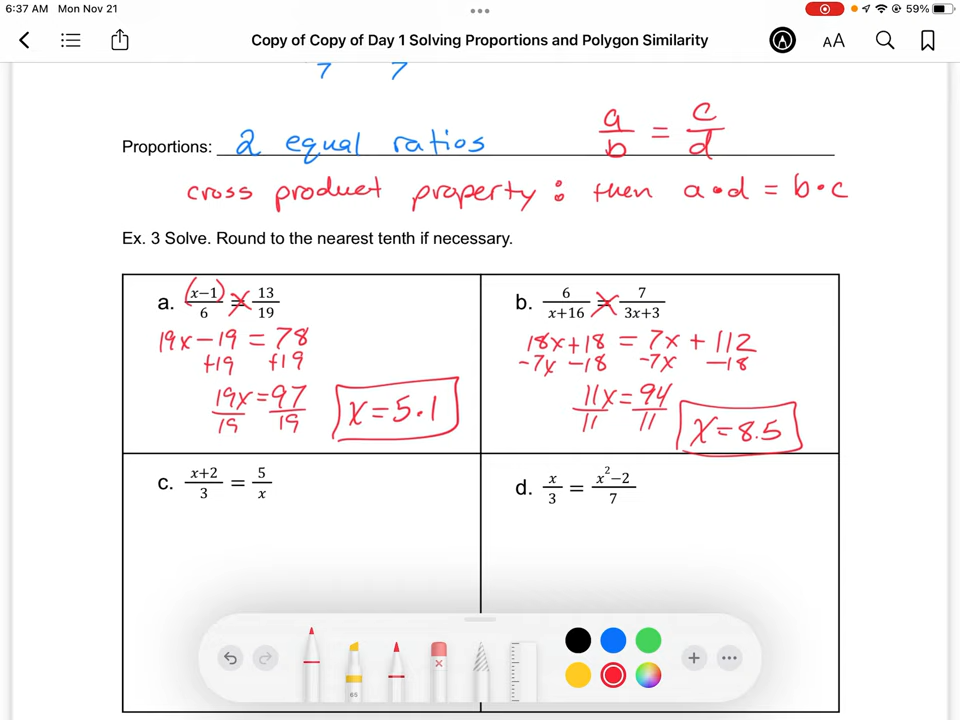 6:37 AM Mon Nov 21
59%
Copy of Copy of Day 1 Solving Proportions and Polygon Similarity
AA
7 7
Proportions: 2 equal ratios a/b = c/d
cross product property: then a•d = b•c
Ex. 3 Solve. Round to the nearest tenth if necessary.
a. (x−1)/6 = 13/19
19x − 19 = 78
+19 +19
19x = 97
19 19
x = 5.1
b. 6/x+16 = 7/3x+3
18x + 18 = 7x + 112
−7x −18 −7x −18
11x = 94
11 11
x = 8.5
c. x+2/3 = 5/x
d. x/3 = x²−2/7
65